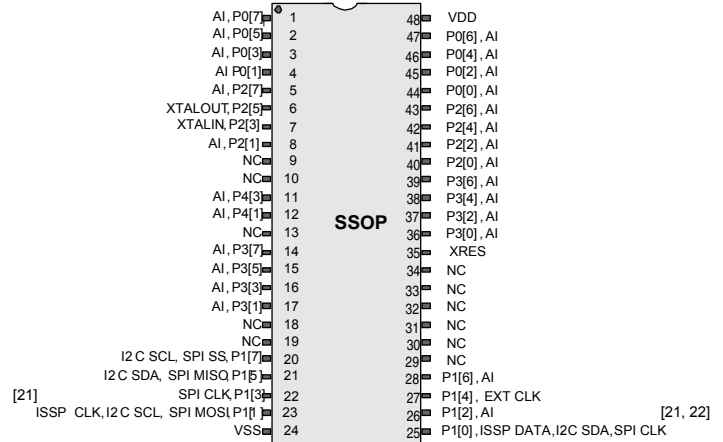 AI, P0[7] 1 48 VDD
AI, P0[5] 2 47 P0[6], AI
AI, P0[3] 3 46 P0[4], AI
AI P0[1] 4 45 P0[2], AI
AI, P2[7] 5 44 P0[0], AI
XTALOUT, P2[5] 6 43 P2[6], AI
XTALIN, P2[3] 7 42 P2[4], AI
AI, P2[1] 8 41 P2[2], AI
NC 9 40 P2[0], AI
NC 10 39 P3[6], AI
AI, P4[3] 11 38 P3[4], AI
AI, P4[1] 12 SSOP 37 P3[2], AI
NC 13 36 P3[0], AI
AI, P3[7] 14 35 XRES
AI, P3[5] 15 34 NC
AI, P3[3] 16 33 NC
AI, P3[1] 17 32 NC
NC 18 31 NC
NC 19 30 NC
I2C SCL, SPI SS, P1[7] 20 29 NC
I2C SDA, SPI MISO, P1[5] 21 28 P1[6], AI
[21] SPI CLK, P1[3] 22 27 P1[4], EXT CLK
ISSP CLK, I2C SCL, SPI MOSI, P1[1] 23 26 P1[2], AI [21, 22]
VSS 24 25 P1[0], ISSP DATA, I2C SDA, SPI CLK